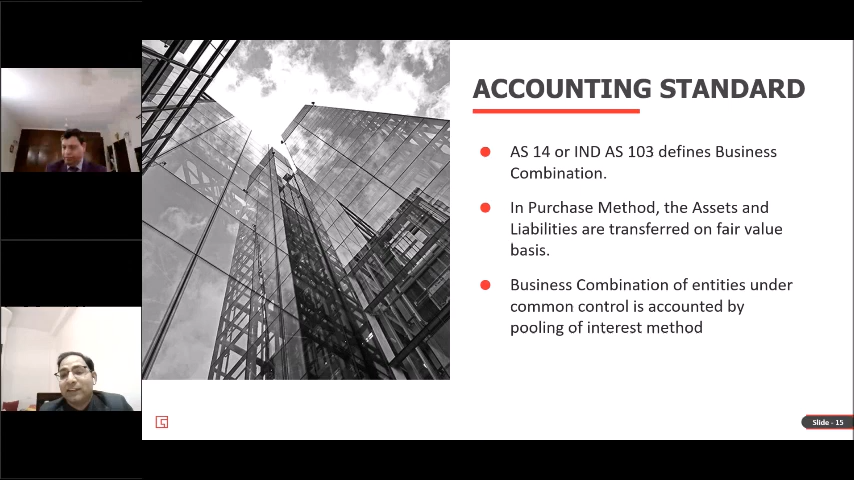 ACCOUNTING STANDARD
AS 14 or IND AS 103 defines Business
Combination.
In Purchase Method, the Assets and
Liabilities are transferred on fair value
basis.
Business Combination of entities under
common control is accounted by
pooling of interest method
Slide - 15